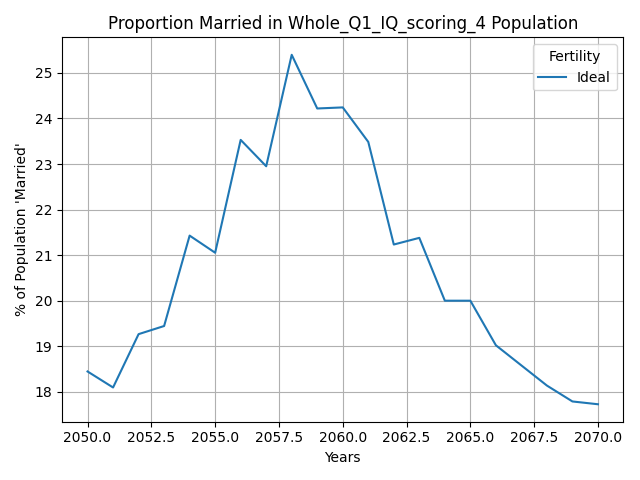 Proportion Married in Whole_Q1_IQ_scoring_4 Population
Fertility
Ideal
% of Population 'Married'
25
24
23
22
21
20
19
18
2050.0 2052.5 2055.0 2057.5 2060.0 2062.5 2065.0 2067.5 2070.0
Years